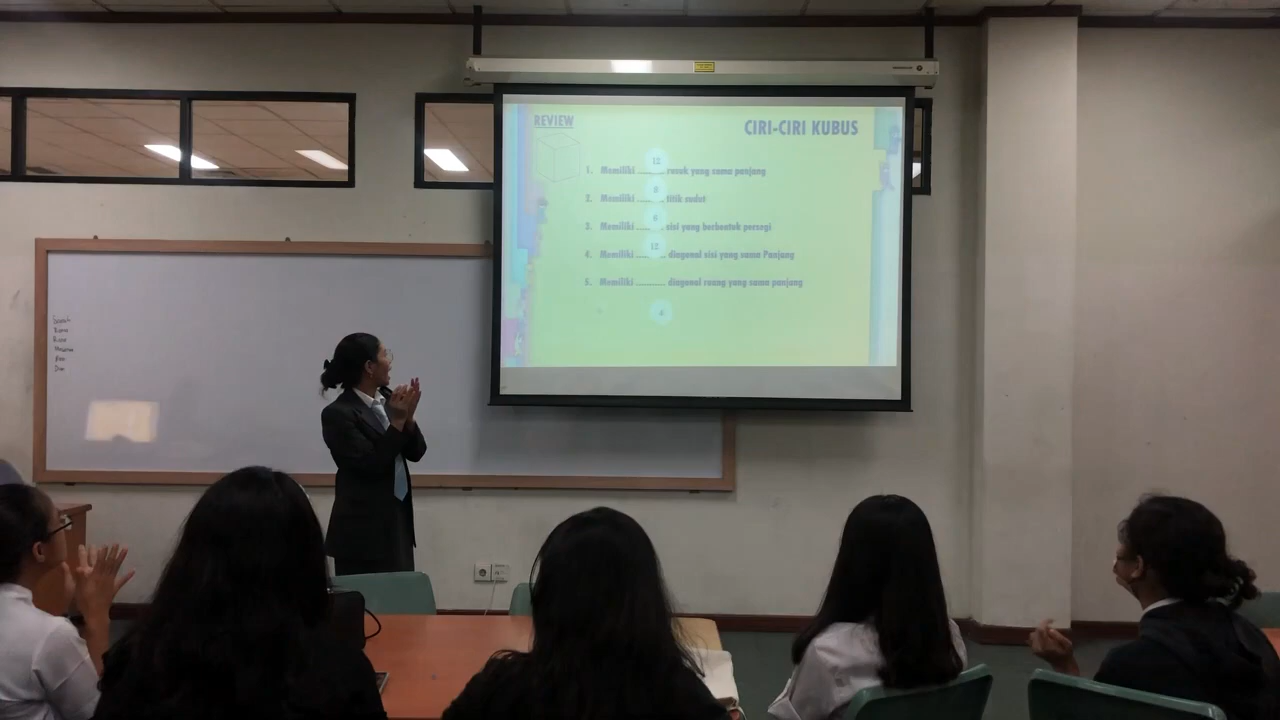 REVIEW
CIRI-CIRI KUBUS
1. Memiliki ........... rusuk yang sama panjang
12
2. Memiliki ........... titik sudut
8
3. Memiliki ........... sisi yang berbentuk persegi
6
4. Memiliki ........... diagonal sisi yang sama Panjang
12
5. Memiliki ........... diagonal ruang yang sama panjang